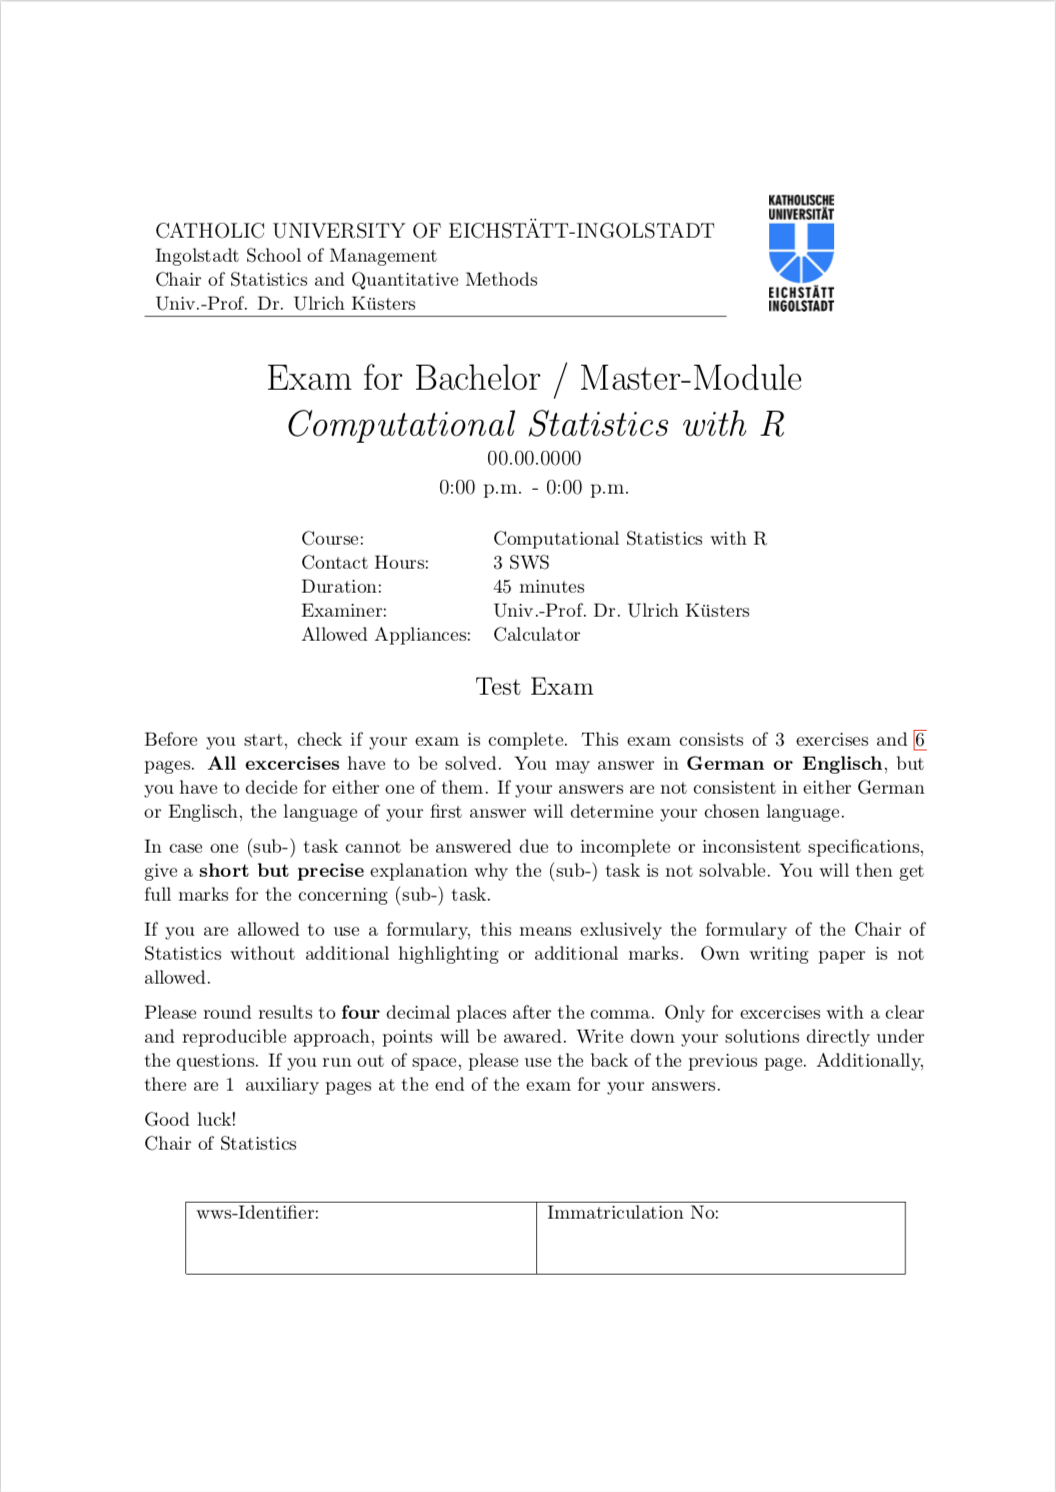 KATHOLISCHE
UNIVERSITÄT
EICHSTÄTT
INGOLSTADT
CATHOLIC UNIVERSITY OF EICHSTÄTT-INGOLSTADT
Ingolstadt School of Management
Chair of Statistics and Quantitative Methods
Univ.-Prof. Dr. Ulrich Küsters
Exam for Bachelor / Master-Module
Computational Statistics with R
00.00.0000
0:00 p.m. - 0:00 p.m.
Course: Computational Statistics with R
Contact Hours: 3 SWS
Duration: 45 minutes
Examiner: Univ.-Prof. Dr. Ulrich Küsters
Allowed Appliances: Calculator
Test Exam
Before you start, check if your exam is complete. This exam consists of 3 exercises and 6
pages. All excercises have to be solved. You may answer in German or Englisch, but
you have to decide for either one of them. If your answers are not consistent in either German
or Englisch, the language of your first answer will determine your chosen language.
In case one (sub-) task cannot be answered due to incomplete or inconsistent specifications,
give a short but precise explanation why the (sub-) task is not solvable. You will then get
full marks for the concerning (sub-) task.
If you are allowed to use a formulary, this means exlusively the formulary of the Chair of
Statistics without additional highlighting or additional marks. Own writing paper is not
allowed.
Please round results to four decimal places after the comma. Only for excercises with a clear
and reproducible approach, points will be awared. Write down your solutions directly under
the questions. If you run out of space, please use the back of the previous page. Additionally,
there are 1 auxiliary pages at the end of the exam for your answers.
Good luck!
Chair of Statistics
wws-Identifier: Immatriculation No: